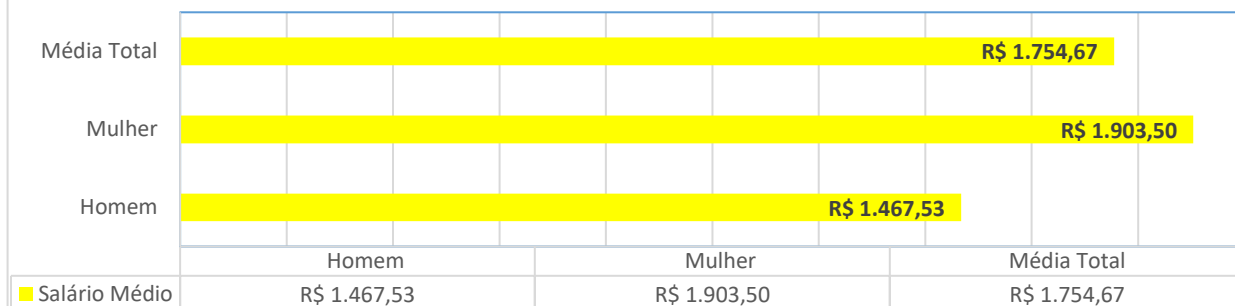 Média Total
R$ 1.754,67
Mulher
R$ 1.903,50
Homem
R$ 1.467,53
Homem Mulher Média Total
Salário Médio R$ 1.467,53 R$ 1.903,50 R$ 1.754,67